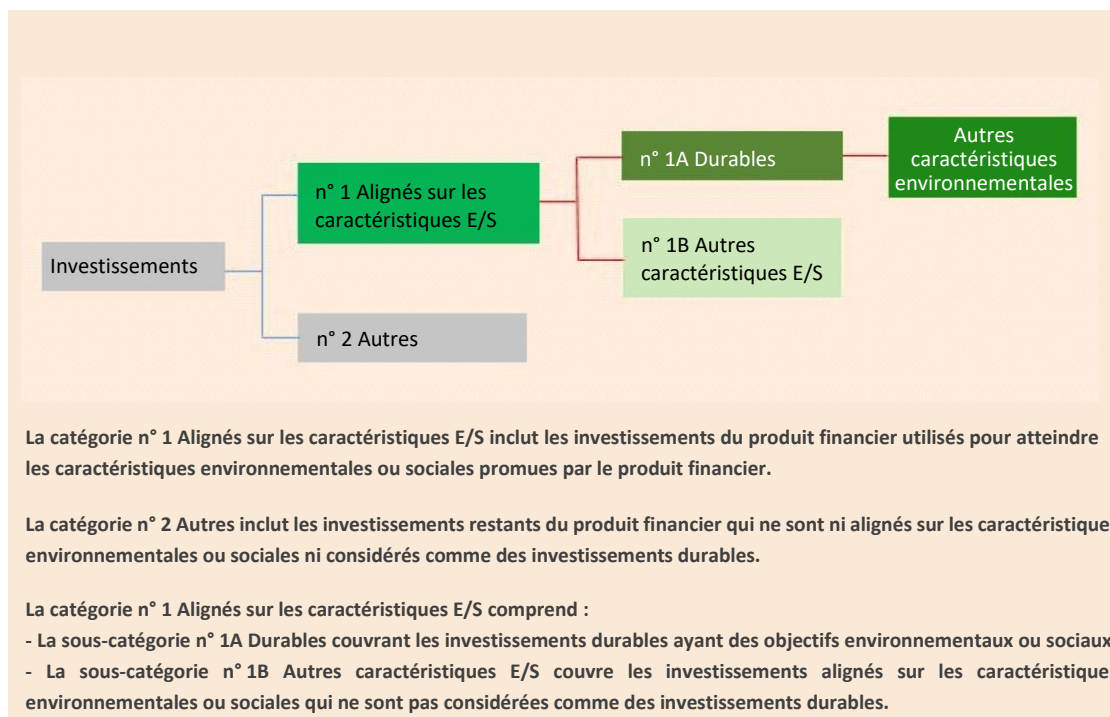 Autres
caractéristiques
environnementales
n° 1A Durables
n° 1 Alignés sur les
caractéristiques E/S
n° 1B Autres
caractéristiques E/S
Investissements
n° 2 Autres
La catégorie n° 1 Alignés sur les caractéristiques E/S inclut les investissements du produit financier utilisés pour atteindre
les caractéristiques environnementales ou sociales promues par le produit financier.
La catégorie n° 2 Autres inclut les investissements restants du produit financier qui ne sont ni alignés sur les caractéristique
environnementales ou sociales ni considérés comme des investissements durables.
La catégorie n° 1 Alignés sur les caractéristiques E/S comprend :
- La sous-catégorie n° 1A Durables couvrant les investissements durables ayant des objectifs environnementaux ou sociaux
- La sous-catégorie n° 1B Autres caractéristiques E/S couvre les investissements alignés sur les caractéristique
environnementales ou sociales qui ne sont pas considérées comme des investissements durables.